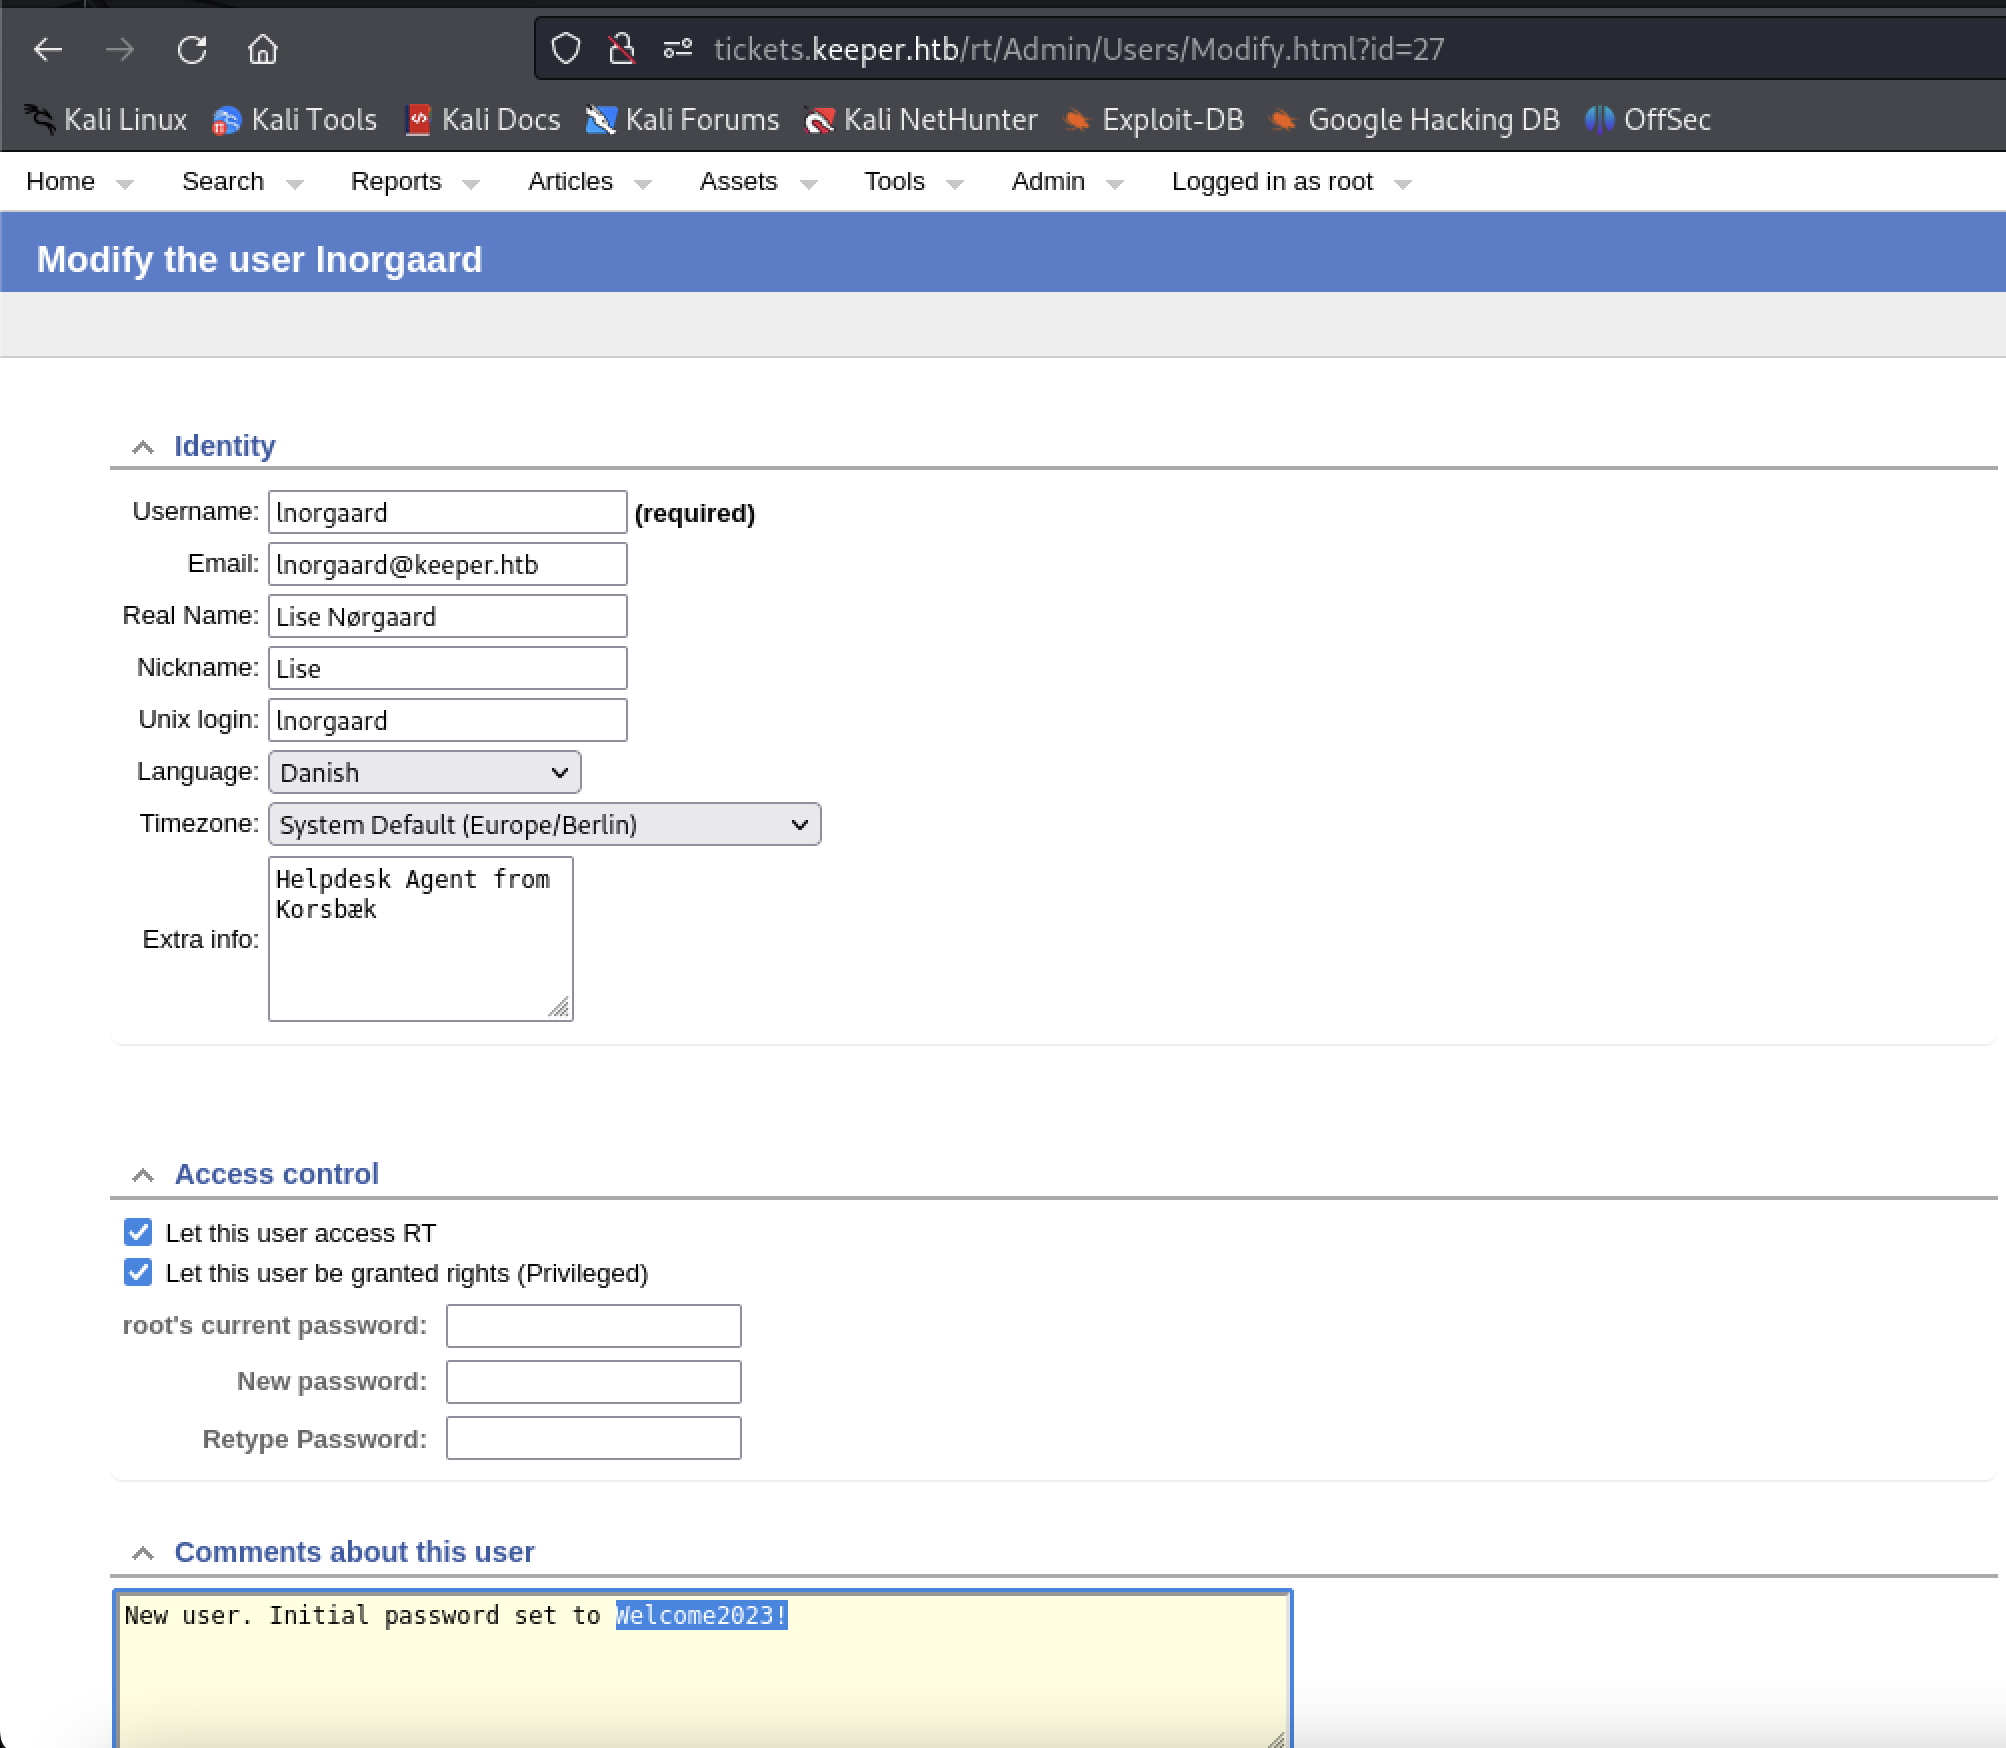 tickets.keeper.htb/rt/Admin/Users/Modify.html?id=27
Kali Linux Kali Tools Kali Docs Kali Forums Kali NetHunter Exploit-DB Google Hacking DB OffSec
Home Search Reports Articles Assets Tools Admin Logged in as root
Modify the user lnorgaard
Identity
Username: lnorgaard (required)
Email: lnorgaard@keeper.htb
Real Name: Lise Nørgaard
Nickname: Lise
Unix login: lnorgaard
Language: Danish
Timezone: System Default (Europe/Berlin)
Helpdesk Agent from
Korsbæk
Extra info:
Access control
Let this user access RT
Let this user be granted rights (Privileged)
root's current password:
New password:
Retype Password:
Comments about this user
New user. Initial password set to Welcome2023!